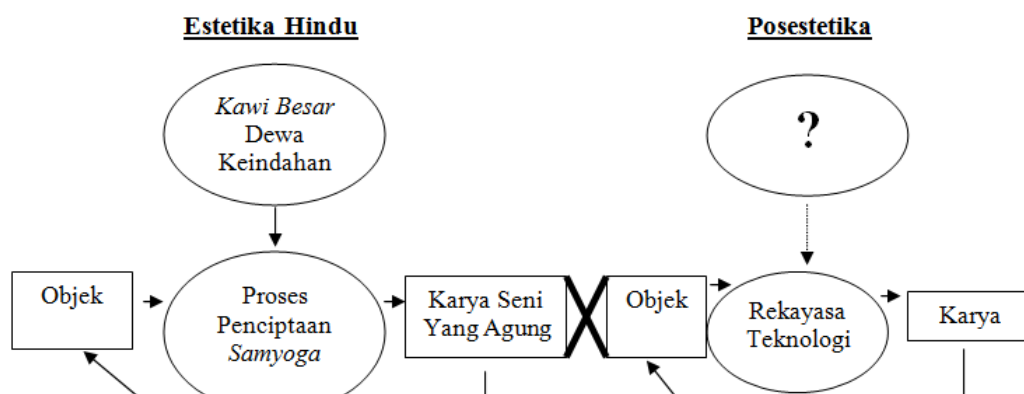 Estetika Hindu
Posestetika
Kawi Besar
Dewa
Keindahan
?
Objek
Proses
Penciptaan
Samyoga
Karya Seni
Yang Agung
Objek
Rekayasa
Teknologi
Karya